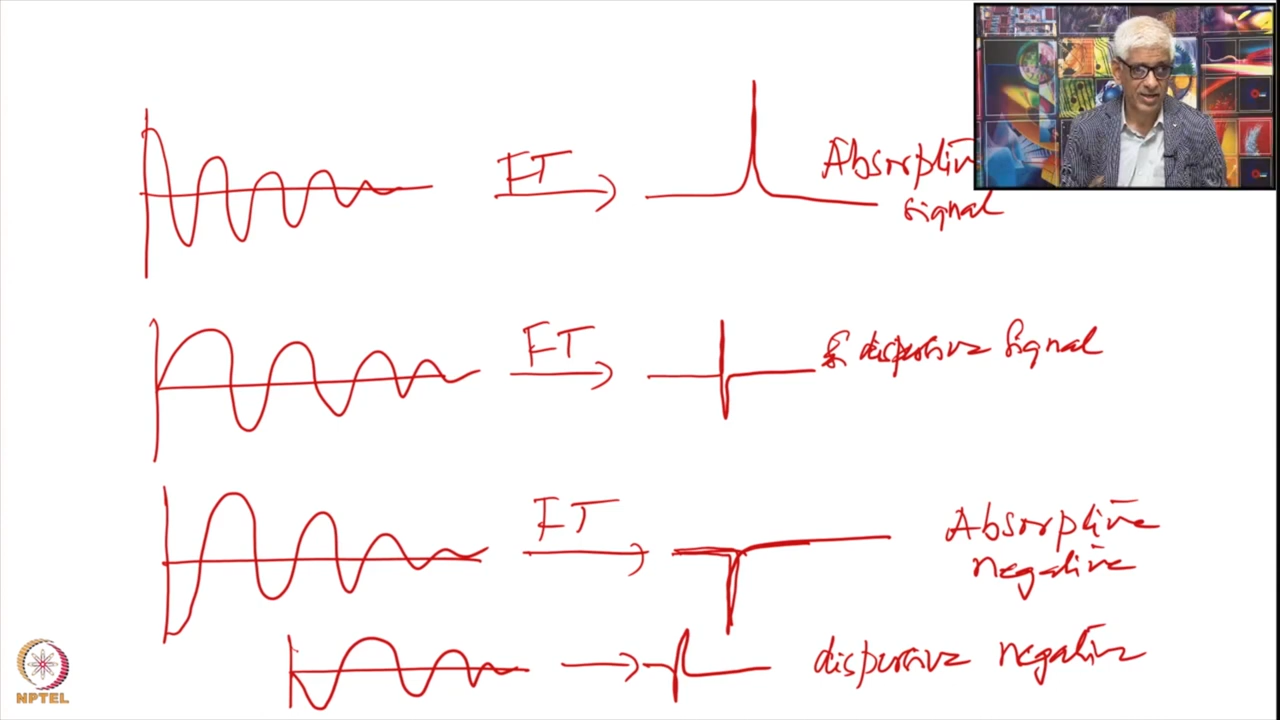 FT
Absorptive
signal
FT
dispersive signal
FT
Absorptive
negative
dispersive negative
NPTEL